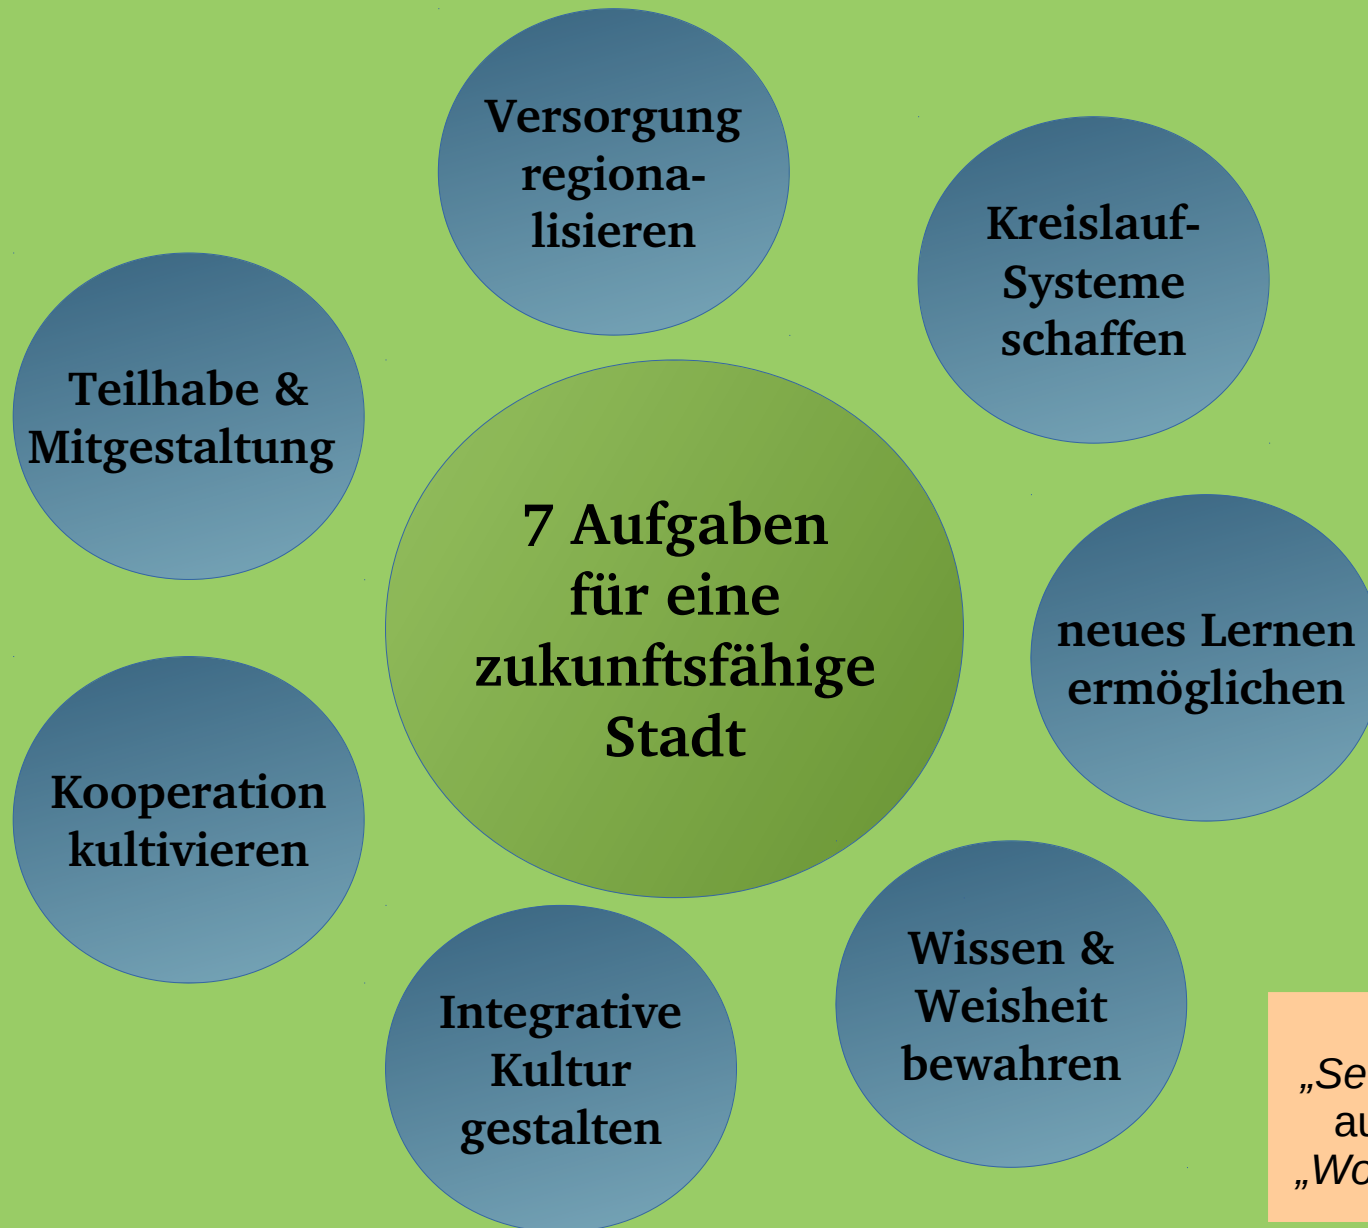 Versorgung
regiona-
lisieren
Kreislauf-
Systeme
schaffen
Teilhabe &
Mitgestaltung
7 Aufgaben
für eine
zukunftsfähige
Stadt
neues Lernen
ermöglichen
Kooperation
kultivieren
Wissen &
Weisheit
bewahren
Integrative
Kultur
gestalten